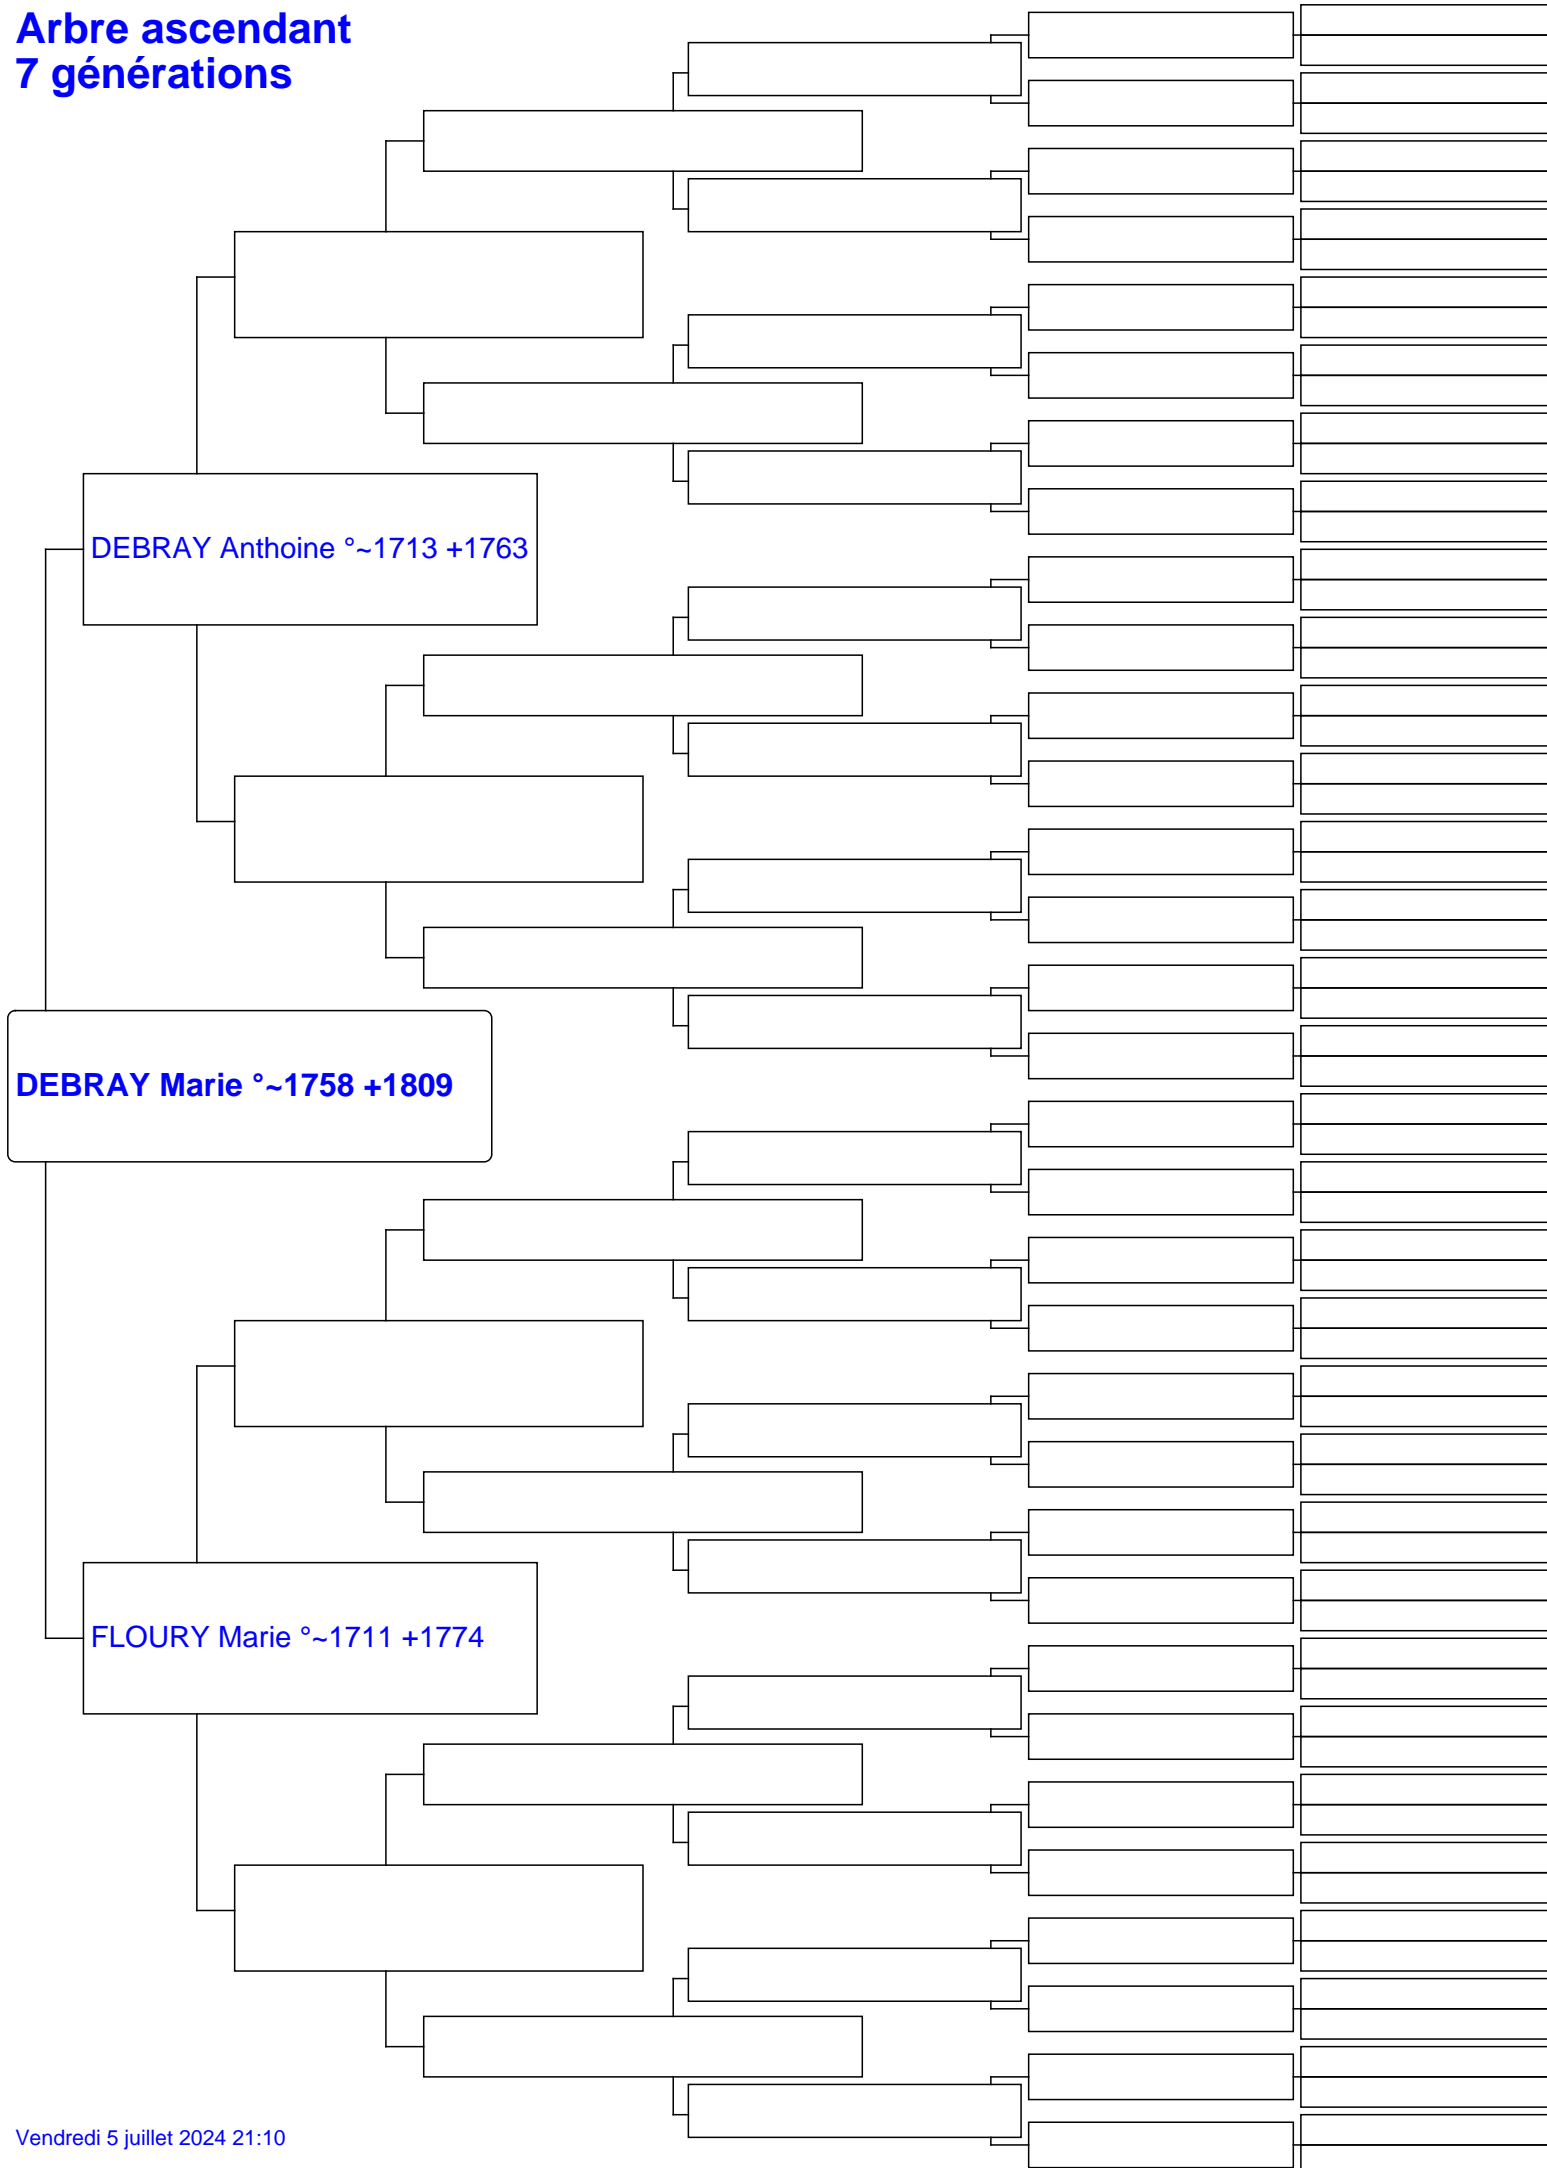 Arbre ascendant
7 générations
DEBRAY Anthoine °~1713 +1763
DEBRAY Marie °~1758 +1809
FLOURY Marie °~1711 +1774
Vendredi 5 juillet 2024 21:10